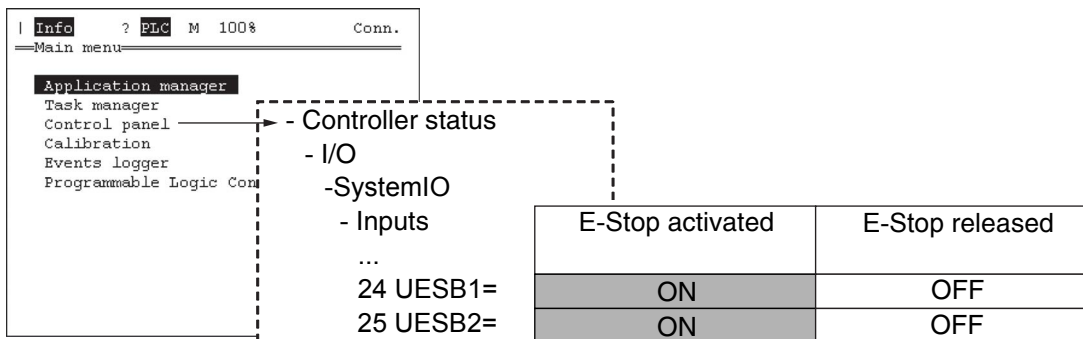 | Info ? PLC M 100% Conn.
Main menu
Application manager
Task manager
Control panel
Calibration
Events logger
Programmable Logic Con
- Controller status
- I/O
-SystemIO
- Inputs
...
E-Stop activated E-Stop released
24 UESB1= ON OFF
25 UESB2= ON OFF